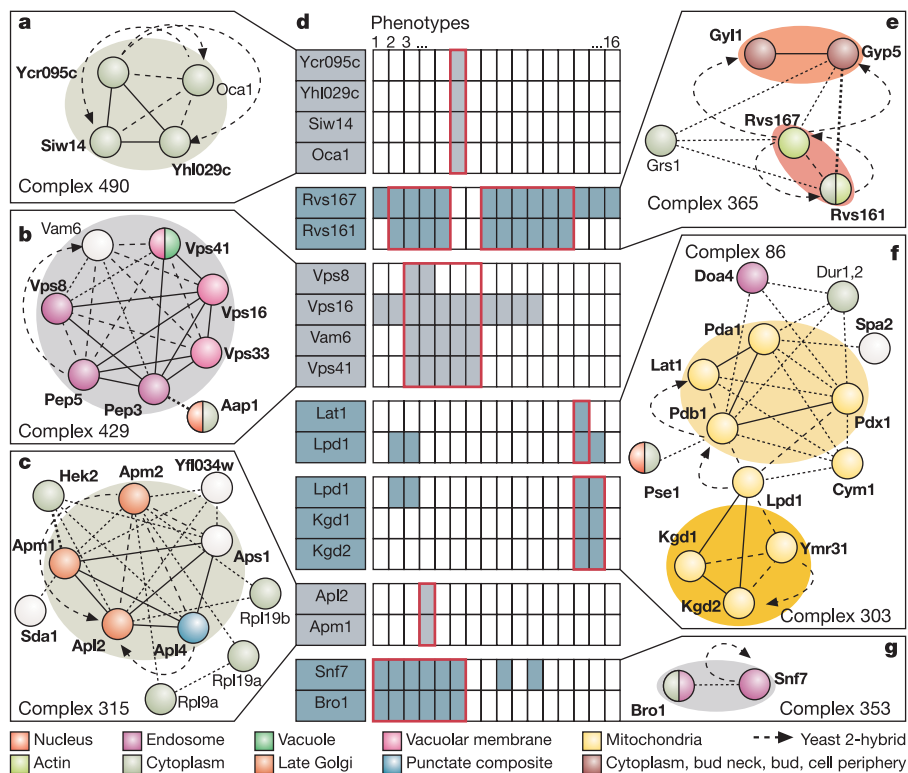 a
Ycr095c
Oca1
Siw14
Yhl029c
Complex 490
b
Vam6
Vps41
Vps8
Vps16
Vps33
Pep5
Pep3
Aap1
Complex 429
c
Hek2
Apm2
Yfl034w
Apm1
Aps1
Rpl19b
Sda1
Apl2
Apl4
Rpl19a
Rpl9a
Complex 315
d
Phenotypes
1 2 3 ... ...16
Ycr095c
Yhl029c
Siw14
Oca1
Rvs167
Rvs161
Vps8
Vps16
Vam6
Vps41
Lat1
Lpd1
Lpd1
Kgd1
Kgd2
Apl2
Apm1
Snf7
Bro1
e
Gyl1
Gyp5
Rvs167
Grs1
Rvs161
Complex 365
f
Complex 86
Doa4
Dur1,2
Pda1
Spa2
Lat1
Pdb1
Pdx1
Pse1
Cym1
Lpd1
Kgd1
Ymr31
Kgd2
Complex 303
g
Snf7
Bro1
Complex 353
Nucleus
Endosome
Vacuole
Vacuolar membrane
Mitochondria
Yeast 2-hybrid
Actin
Cytoplasm
Late Golgi
Punctate composite
Cytoplasm, bud neck, bud, cell periphery